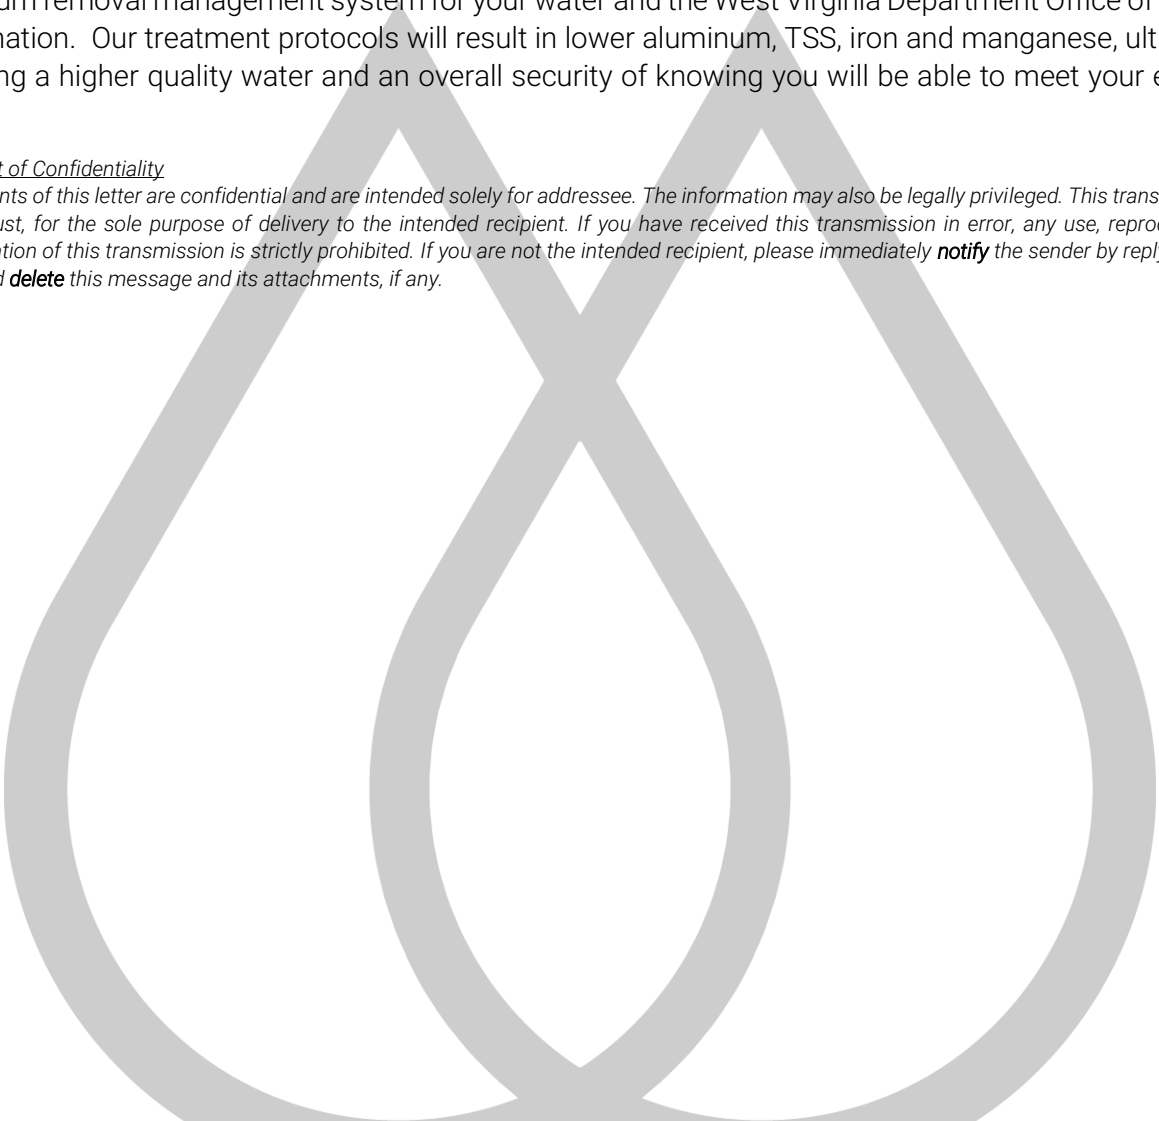 um removal management system for your water and the West Virginia Department Office of
nation. Our treatment protocols will result in lower aluminum, TSS, iron and manganese, ult
ng a higher quality water and an overall security of knowing you will be able to meet your e
t of Confidentiality
nts of this letter are confidential and are intended solely for addressee. The information may also be legally privileged. This trans
ust, for the sole purpose of delivery to the intended recipient. If you have received this transmission in error, any use, reprod
ation of this transmission is strictly prohibited. If you are not the intended recipient, please immediately notify the sender by reply
d delete this message and its attachments, if any.